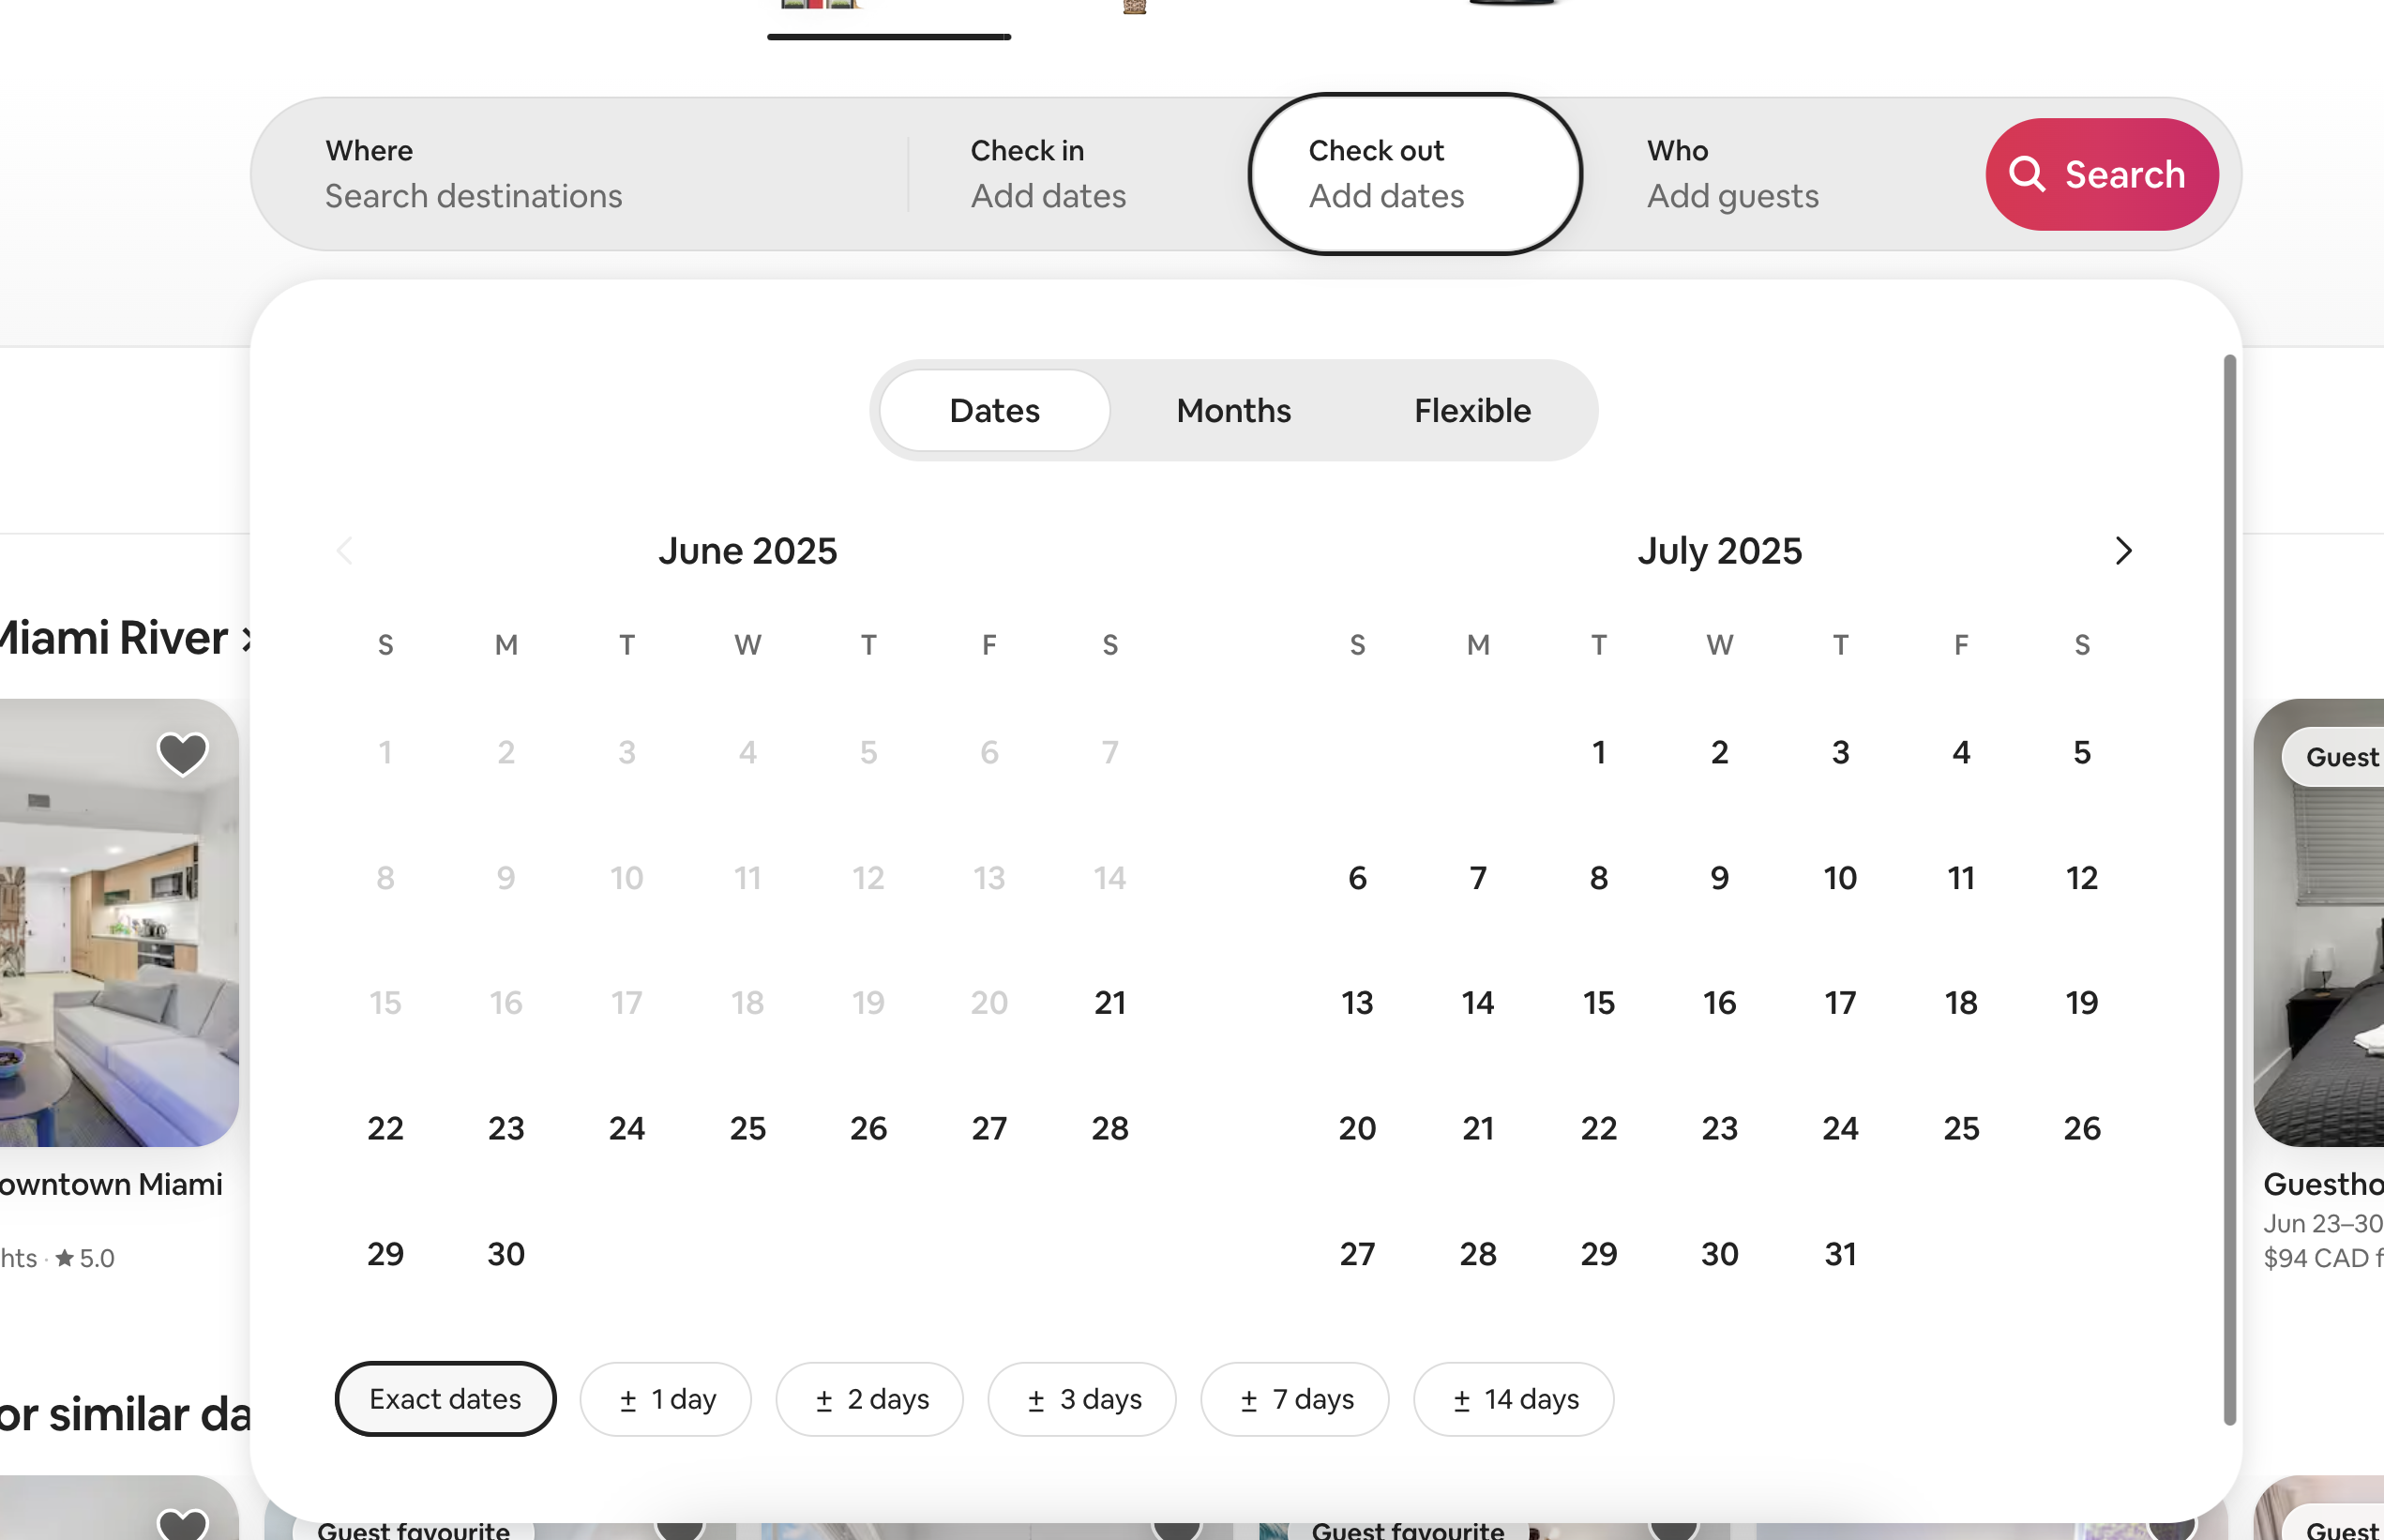 Where
Search destinations
Check in
Add dates
Check out
Add dates
Who
Add guests
Search
Dates
Months
Flexible
June 2025
July 2025
S M T W T F S
1 2 3 4 5 6 7
8 9 10 11 12 13 14
15 16 17 18 19 20 21
22 23 24 25 26 27 28
29 30
S M T W T F S
1 2 3 4 5
6 7 8 9 10 11 12
13 14 15 16 17 18 19
20 21 22 23 24 25 26
27 28 29 30 31
Exact dates
± 1 day
± 2 days
± 3 days
± 7 days
± 14 days
Miami River
owntown Miami
hts · ★ 5.0
Guest
Guestho
Jun 23–30
$94 CAD f
or similar da
Guest favourite
Guest favourite
Guest